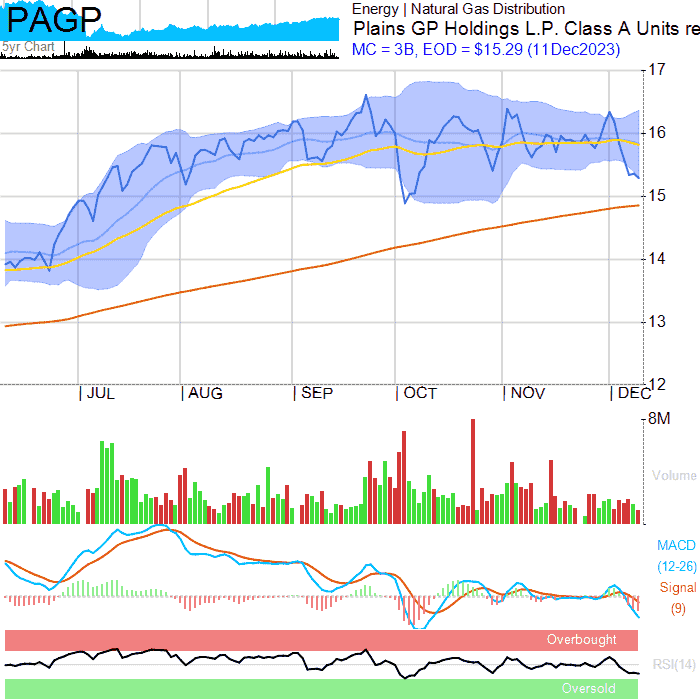 PAGP
5yr Chart
Energy | Natural Gas Distribution
Plains GP Holdings L.P. Class A Units re
MC = 3B, EOD = $15.29 (11Dec2023)
17
16
15
14
13
12
| JUL | AUG | SEP | OCT | NOV | DEC
8M
Volume
MACD
(12-26)
Signal
(9)
Overbought
RSI(14)
Oversold